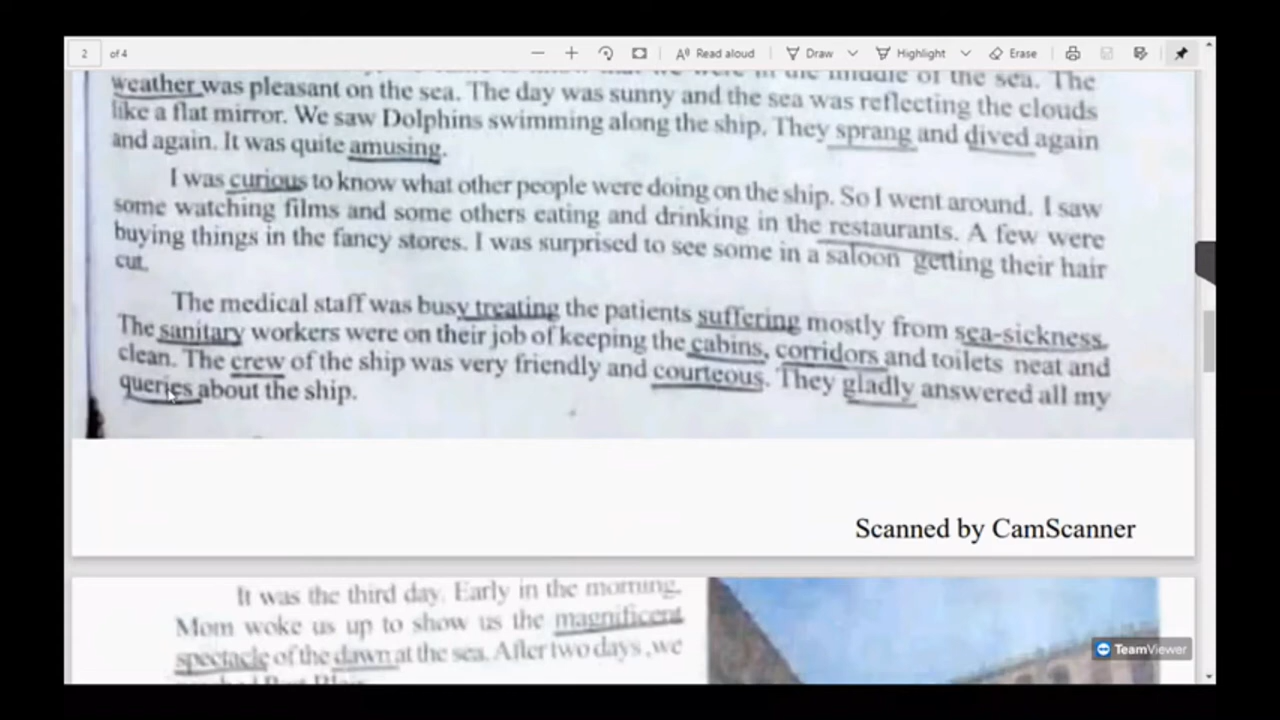 2 of 4 Read aloud Draw Highlight Erase
in the middle of the sea. The
weather was pleasant on the sea. The day was sunny and the sea was reflecting the clouds
like a flat mirror. We saw Dolphins swimming along the ship. They sprang and dived again
and again. It was quite amusing.
I was curious to know what other people were doing on the ship. So I went around. I saw
some watching films and some others eating and drinking in the restaurants. A few were
buying things in the fancy stores. I was surprised to see some in a saloon getting their hair
cut.
The medical staff was busy treating the patients suffering mostly from sea-sickness.
The sanitary workers were on their job of keeping the cabins, corridors and toilets neat and
clean. The crew of the ship was very friendly and courteous. They gladly answered all my
queries about the ship.
Scanned by CamScanner
It was the third day. Early in the morning,
Mom woke us up to show us the magnificent
spectacle of the dawn at the sea. After two days ,we
TeamViewer